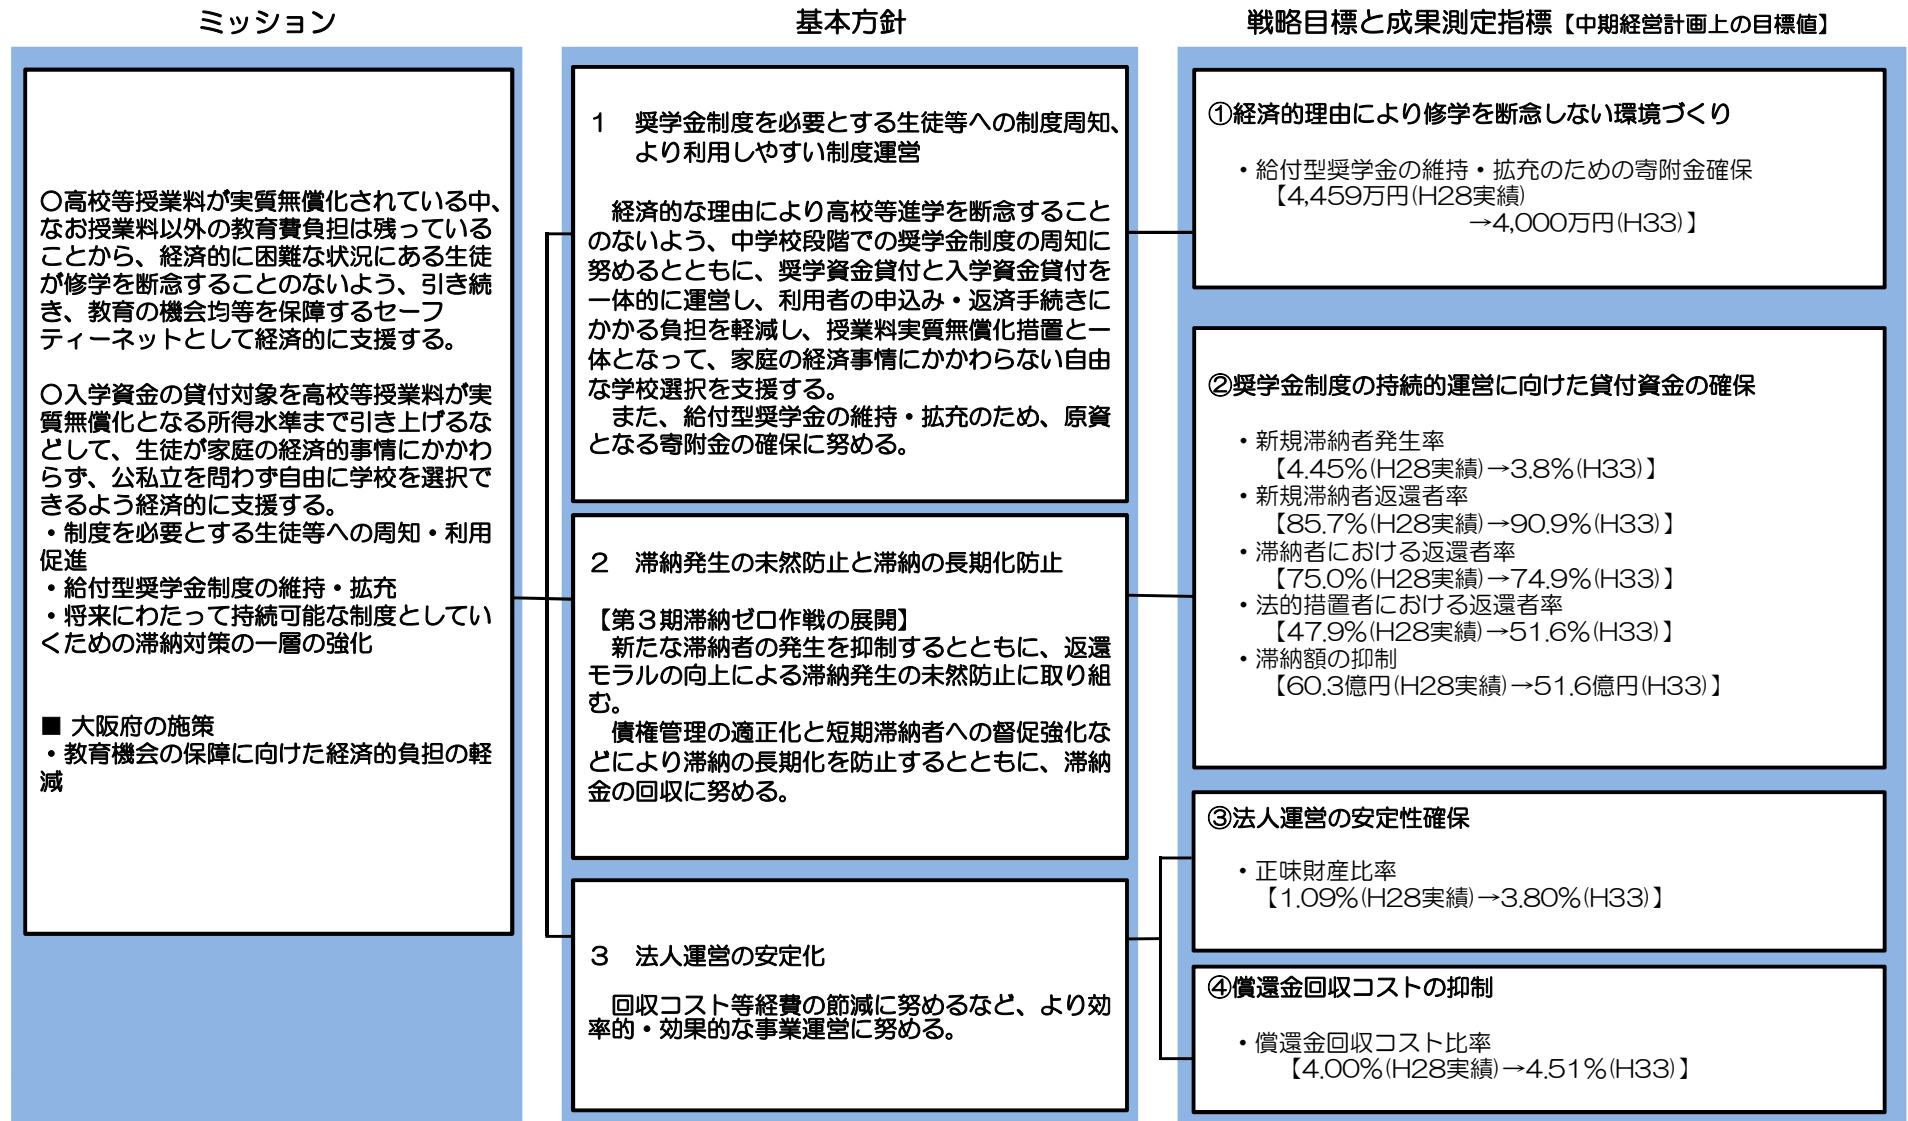 ミッション
〇高校等授業料が実質無償化されている中、
なお授業料以外の教育費負担は残っている
ことから、経済的に困難な状況にある生徒
が修学を断念することのないよう、引き続
き、教育の機会均等を保障するセーフ
ティーネットとして経済的に支援する。
〇入学資金の貸付対象を高校等授業料が実
質無償化となる所得水準まで引き上げるな
どして、生徒が家庭の経済的事情にかかわ
らず、公私立を問わず自由に学校を選択で
きるよう経済的に支援する。
・制度を必要とする生徒等への周知・利用
促進
・給付型奨学金制度の維持・拡充
・将来にわたって持続可能な制度としてい
くための滞納対策の一層の強化
■ 大阪府の施策
・教育機会の保障に向けた経済的負担の軽
減
基本方針
１　奨学金制度を必要とする生徒等への制度周知、
より利用しやすい制度運営
経済的な理由により高校等進学を断念すること
のないよう、中学校段階での奨学金制度の周知に
努めるとともに、奨学資金貸付と入学資金貸付を
一体的に運営し、利用者の申込み・返済手続きに
かかる負担を軽減し、授業料実質無償化措置と一
体となって、家庭の経済事情にかかわらない自由
な学校選択を支援する。
また、給付型奨学金の維持・拡充のため、原資
となる寄附金の確保に努める。
２　滞納発生の未然防止と滞納の長期化防止
【第３期滞納ゼロ作戦の展開】
新たな滞納者の発生を抑制するとともに、返還
モラルの向上による滞納発生の未然防止に取り組
む。
債権管理の適正化と短期滞納者への督促強化な
どにより滞納の長期化を防止するとともに、滞納
金の回収に努める。
３　法人運営の安定化
回収コスト等経費の節減に努めるなど、より効
率的・効果的な事業運営に努める。
戦略目標と成果測定指標【中期経営計画上の目標値】
①経済的理由により修学を断念しない環境づくり
・給付型奨学金の維持・拡充のための寄附金確保
【4,459万円(H28実績)
→4,000万円(H33)】
②奨学金制度の持続的運営に向けた貸付資金の確保
・新規滞納者発生率
【4.45%(H28実績)→3.8%(H33)】
・新規滞納者返還者率
【85.7%(H28実績)→90.9%(H33)】
・滞納者における返還者率
【75.0%(H28実績)→74.9%(H33)】
・法的措置者における返還者率
【47.9%(H28実績)→51.6%(H33)】
・滞納額の抑制
【60.3億円(H28実績)→51.6億円(H33)】
③法人運営の安定性確保
・正味財産比率
【1.09%(H28実績)→3.80%(H33)】
④償還金回収コストの抑制
・償還金回収コスト比率
【4.00%(H28実績)→4.51%(H33)】